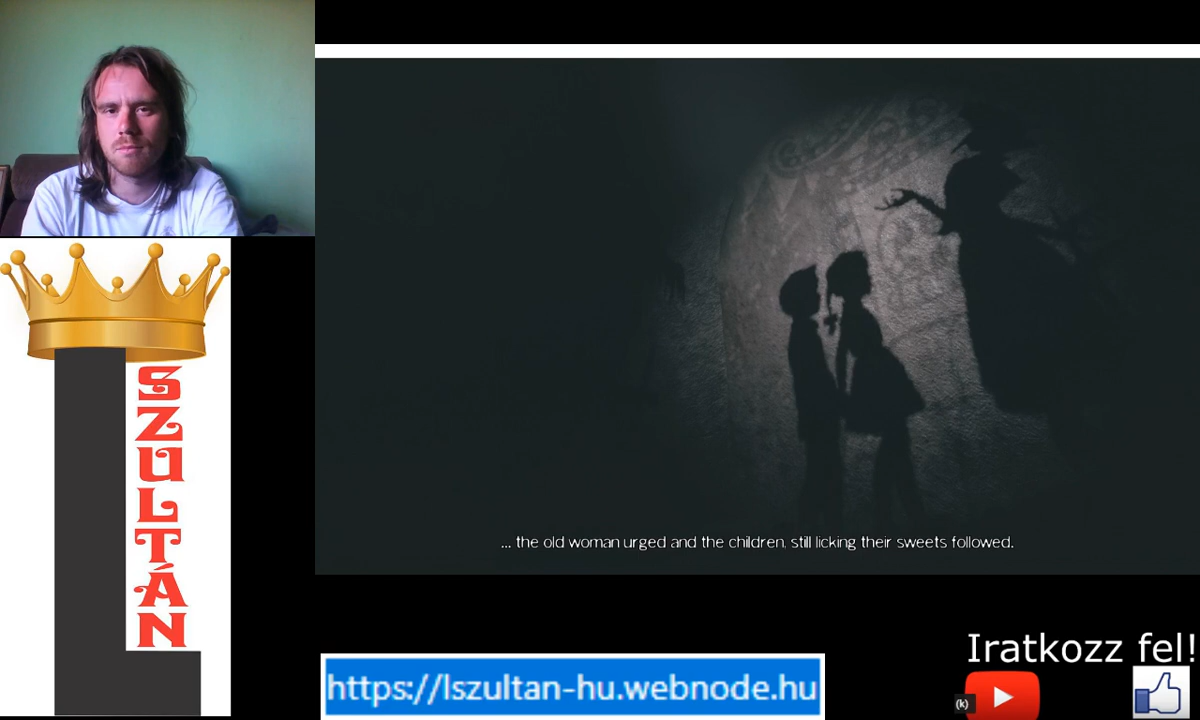 SZULTÁN
... the old woman urged and the children, still licking their sweets followed.
Iratkozz fel!
https://lszultan-hu.webnode.hu
(k)